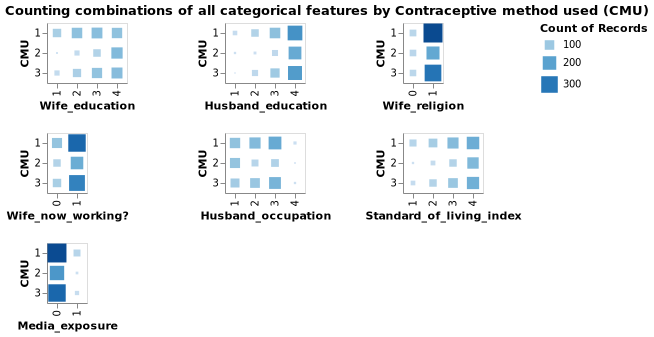 Counting combinations of all categorical features by Contraceptive method used (CMU)
Count of Records
100
200
300
CMU
1
2
3
1 2 3 4
Wife_education
CMU
1
2
3
1 2 3 4
Husband_education
CMU
1
2
3
0 1
Wife_religion
CMU
1
2
3
0 1
Wife_now_working?
CMU
1
2
3
1 2 3 4
Husband_occupation
CMU
1
2
3
1 2 3 4
Standard_of_living_index
CMU
1
2
3
0 1
Media_exposure